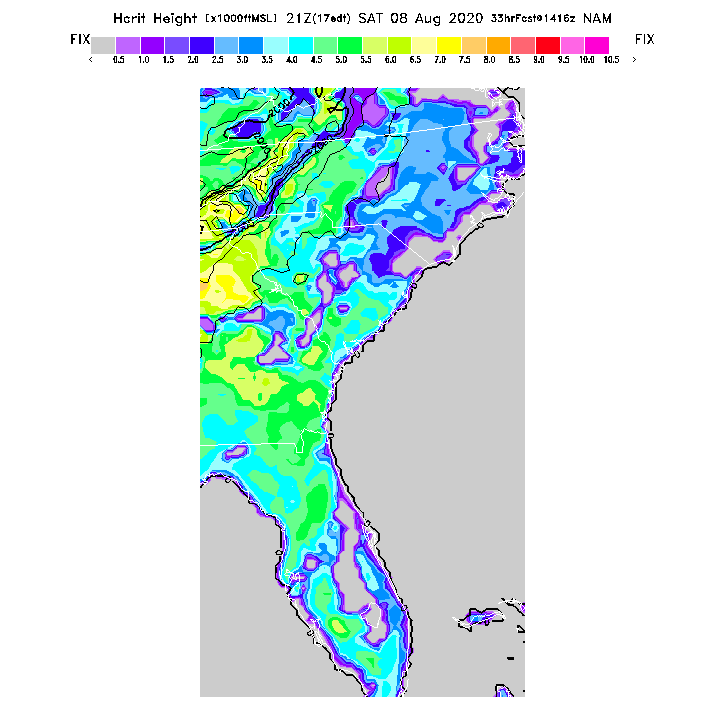 Hcrit Height [x1000ftMSL] 21Z(17edt) SAT 08 Aug 2020 33hrFcst@1416z NAM
FIX FIX
< 0.5 1.0 1.5 2.0 2.5 3.0 3.5 4.0 4.5 5.0 5.5 6.0 6.5 7.0 7.5 8.0 8.5 9.0 9.5 10.0 10.5 >
2000